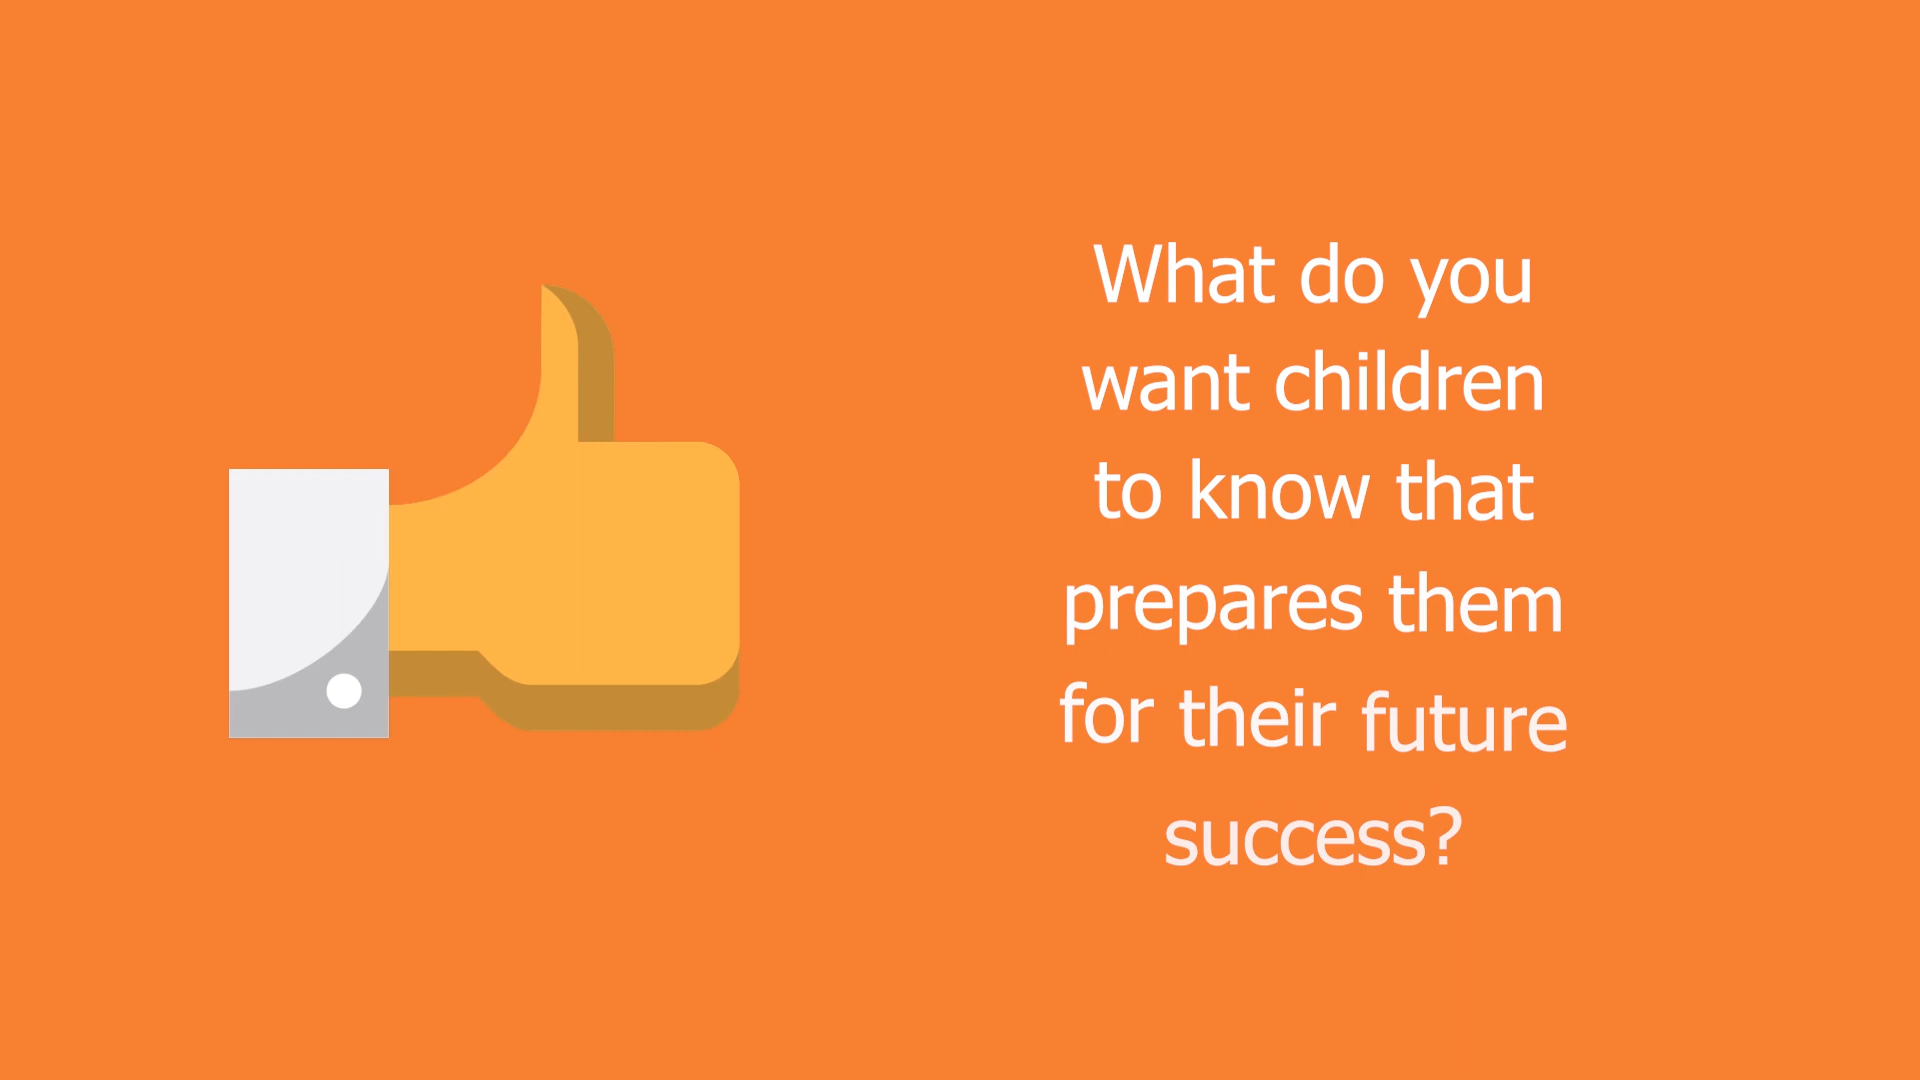 What do you
want children
to know that
prepares them
for their future
success?